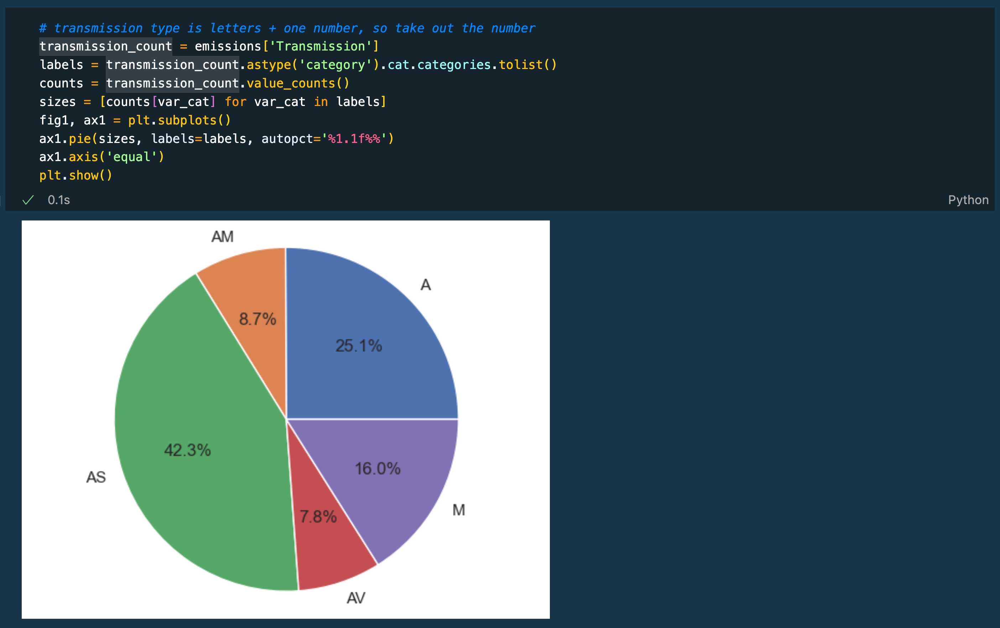 # transmission type is letters + one number, so take out the number
transmission_count = emissions['Transmission']
labels = transmission_count.astype('category').cat.categories.tolist()
counts = transmission_count.value_counts()
sizes = [counts[var_cat] for var_cat in labels]
fig1, ax1 = plt.subplots()
ax1.pie(sizes, labels=labels, autopct='%1.1f%%')
ax1.axis('equal')
plt.show()
0.1s
Python
AM
A
8.7%
25.1%
42.3%
16.0%
AS
M
7.8%
AV